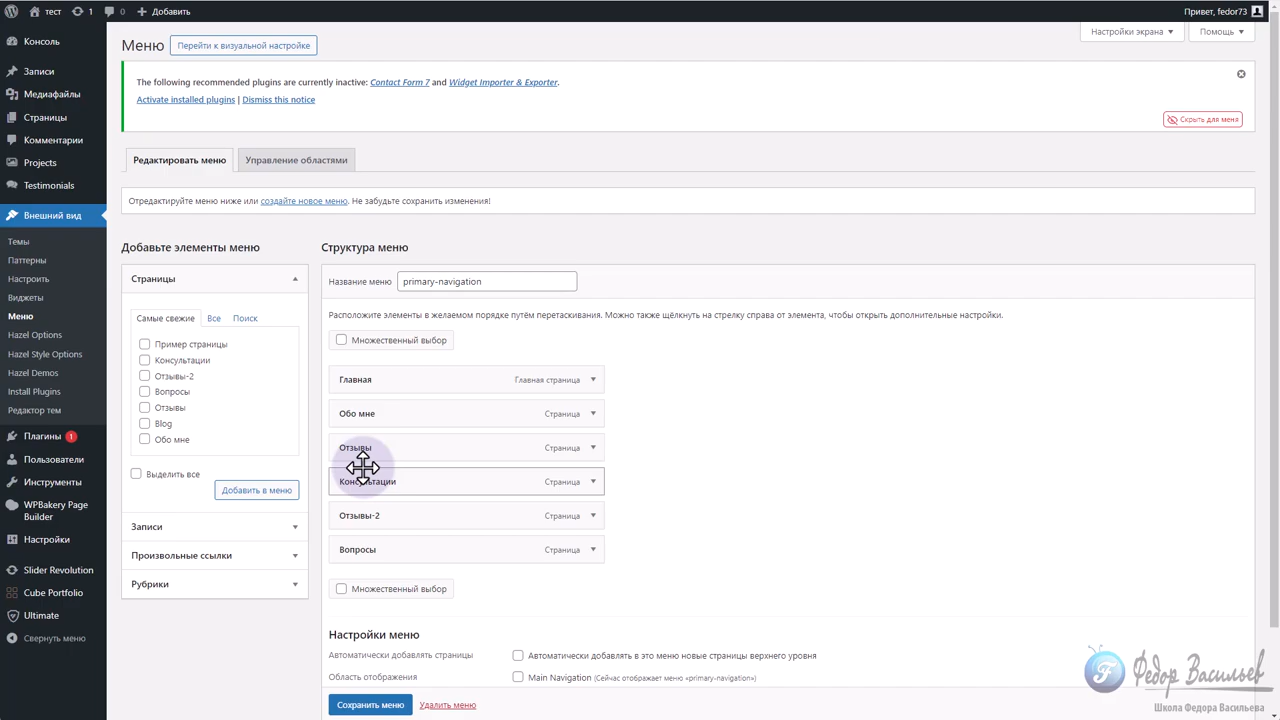 тест 1 0 Добавить Привет, fedor73
Консоль
Записи
Медиафайлы
Страницы
Комментарии
Projects
Testimonials
Внешний вид
Темы
Паттерны
Настроить
Виджеты
Меню
Hazel Options
Hazel Style Options
Hazel Demos
Install Plugins
Редактор тем
Плагины 1
Пользователи
Инструменты
WPBakery Page
Builder
Настройки
Slider Revolution
Cube Portfolio
Ultimate
Свернуть меню
Настройки экрана Помощь
Меню Перейти к визуальной настройке
The following recommended plugins are currently inactive: Contact Form 7 and Widget Importer & Exporter.
Activate installed plugins | Dismiss this notice
Скрыть для меня
Редактировать меню Управление областями
Отредактируйте меню ниже или создайте новое меню. Не забудьте сохранить изменения!
Добавьте элементы меню
Страницы
Самые свежие Все Поиск
Пример страницы
Консультации
Отзывы-2
Вопросы
Отзывы
Blog
Обо мне
Выделить все
Добавить в меню
Записи
Произвольные ссылки
Рубрики
Структура меню
Название меню primary-navigation
Расположите элементы в желаемом порядке путём перетаскивания. Можно также щёлкнуть на стрелку справа от элемента, чтобы открыть дополнительные настройки.
Множественный выбор
Главная Главная страница
Обо мне Страница
Отзывы Страница
Консультации Страница
Отзывы-2 Страница
Вопросы Страница
Множественный выбор
Настройки меню
Автоматически добавлять страницы Автоматически добавлять в это меню новые страницы верхнего уровня
Область отображения Main Navigation (Сейчас отображает меню «primary-navigation»)
Сохранить меню Удалить меню
Федор Васильев
Школа Федора Васильева